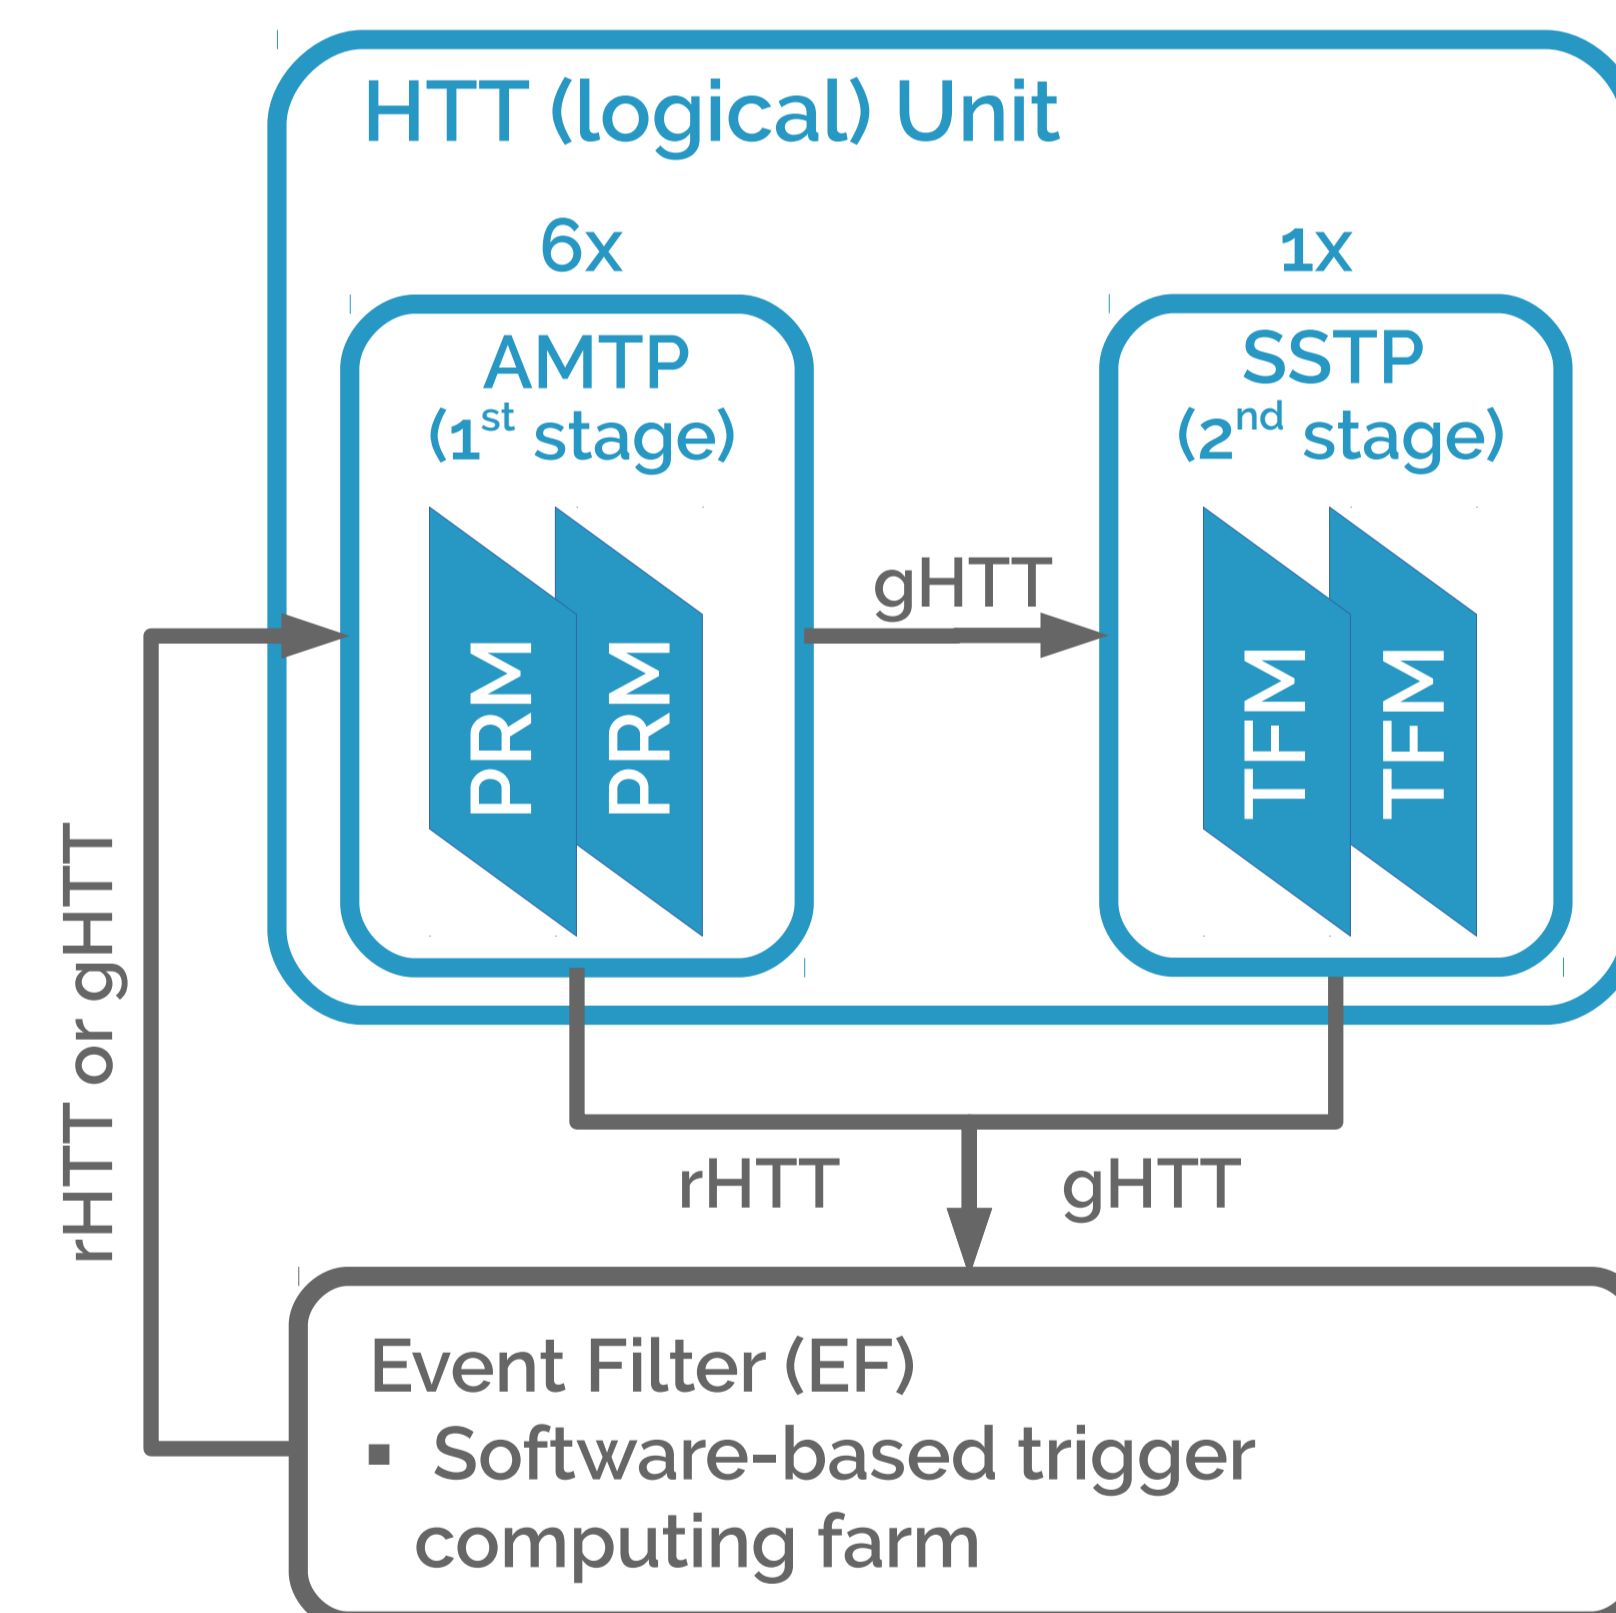 HTT (logical) Unit
6x
1x
AMTP
(1st stage)
SSTP
(2nd stage)
PRM
PRM
gHTT
TFM
TFM
rHTT or gHTT
rHTT
gHTT
Event Filter (EF)
▪ Software-based trigger
computing farm